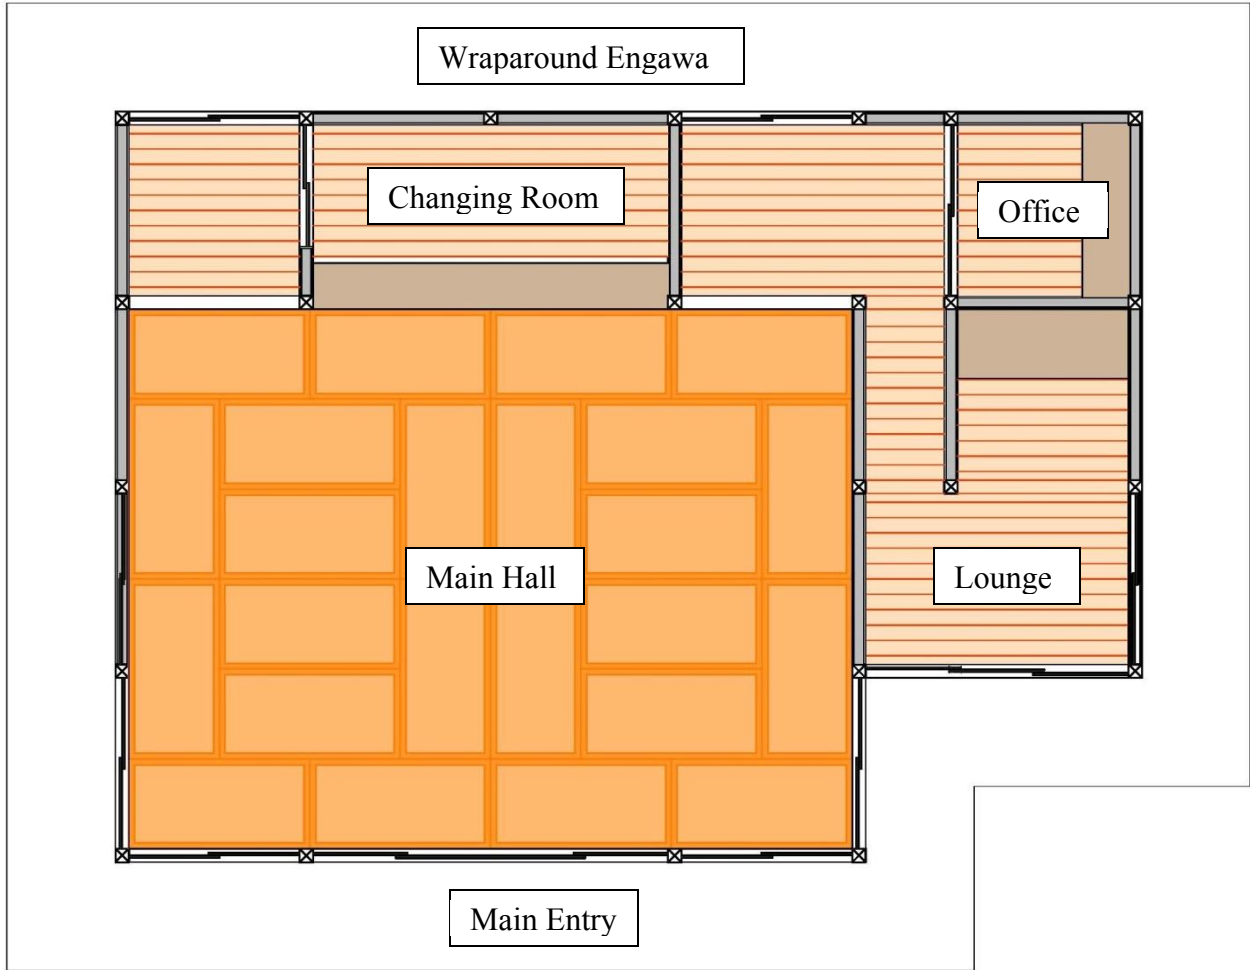 Wraparound Engawa
Changing Room
Office
Main Hall
Lounge
Main Entry